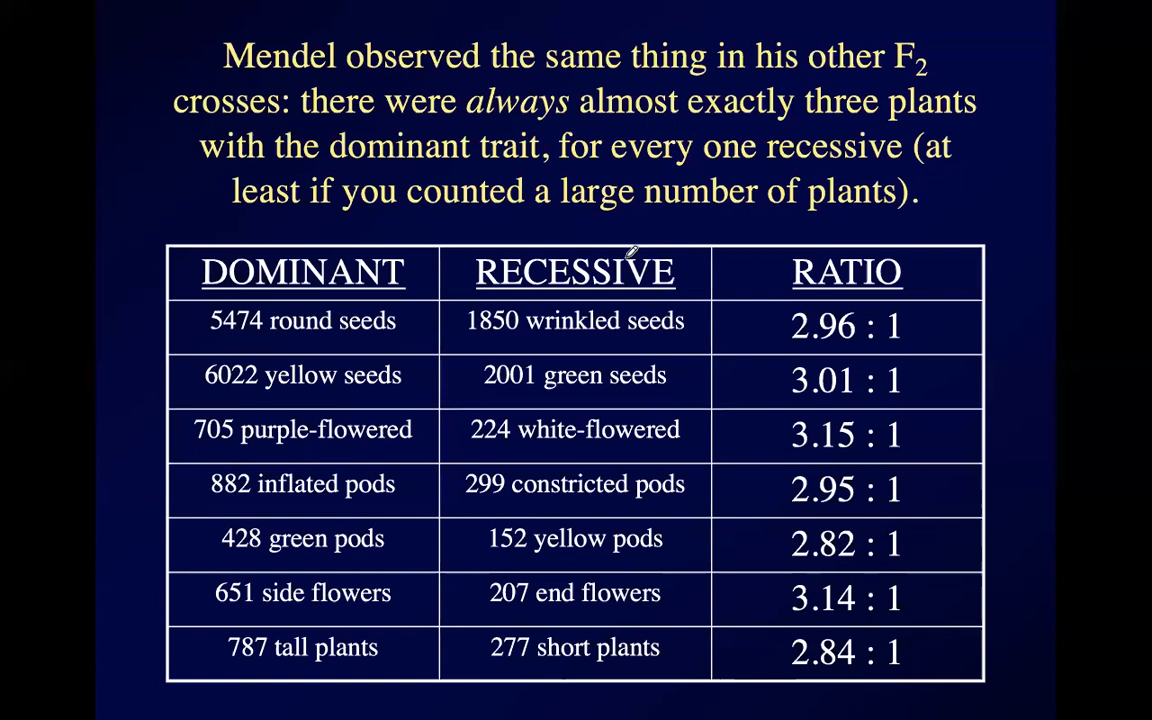 Mendel observed the same thing in his other F₂
crosses: there were always almost exactly three plants
with the dominant trait, for every one recessive (at
least if you counted a large number of plants).
DOMINANT RECESSIVE RATIO
5474 round seeds 1850 wrinkled seeds 2.96 : 1
6022 yellow seeds 2001 green seeds 3.01 : 1
705 purple-flowered 224 white-flowered 3.15 : 1
882 inflated pods 299 constricted pods 2.95 : 1
428 green pods 152 yellow pods 2.82 : 1
651 side flowers 207 end flowers 3.14 : 1
787 tall plants 277 short plants 2.84 : 1